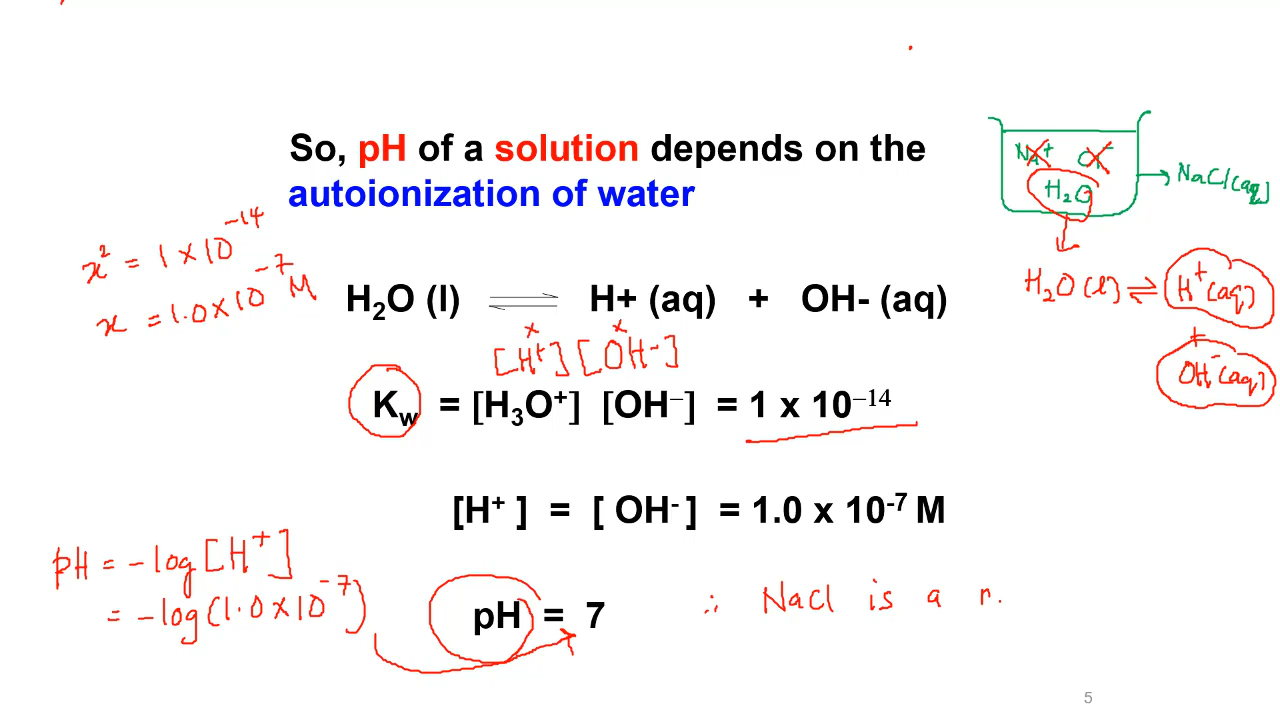 So, pH of a solution depends on the
autoionization of water
Na⁺ Cl⁻
H₂O
→ NaCl(aq)
x² = 1 × 10⁻¹⁴
x = 1.0 × 10⁻⁷ M
H₂O (l) ⇌ H+ (aq) + OH- (aq)
H₂O(l) ⇌ H⁺(aq)
+
OH⁻(aq)
x x
[H⁺] [OH⁻]
Kw = [H₃O⁺] [OH⁻] = 1 x 10⁻¹⁴
[H⁺ ] = [ OH⁻ ] = 1.0 x 10⁻⁷ M
pH = -log [H⁺]
= -log(1.0 × 10⁻⁷)
pH = 7
∴ NaCl is a n.
5